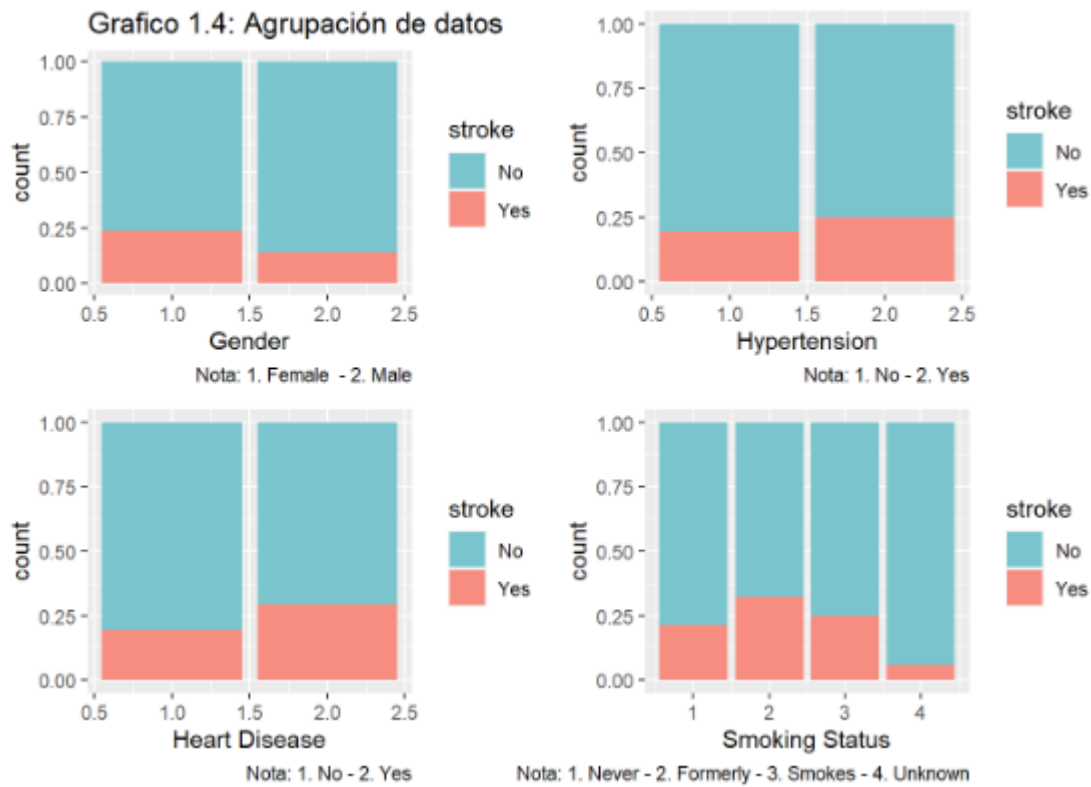 Grafico 1.4: Agrupación de datos
1.00
0.75
0.50
0.25
0.00
count
0.5 1.0 1.5 2.0 2.5
Gender
Nota: 1. Female - 2. Male
stroke
No
Yes
1.00
0.75
0.50
0.25
0.00
count
0.5 1.0 1.5 2.0 2.5
Hypertension
Nota: 1. No - 2. Yes
stroke
No
Yes
1.00
0.75
0.50
0.25
0.00
count
0.5 1.0 1.5 2.0 2.5
Heart Disease
Nota: 1. No - 2. Yes
stroke
No
Yes
1.00
0.75
0.50
0.25
0.00
count
1 2 3 4
Smoking Status
Nota: 1. Never - 2. Formerly - 3. Smokes - 4. Unknown
stroke
No
Yes